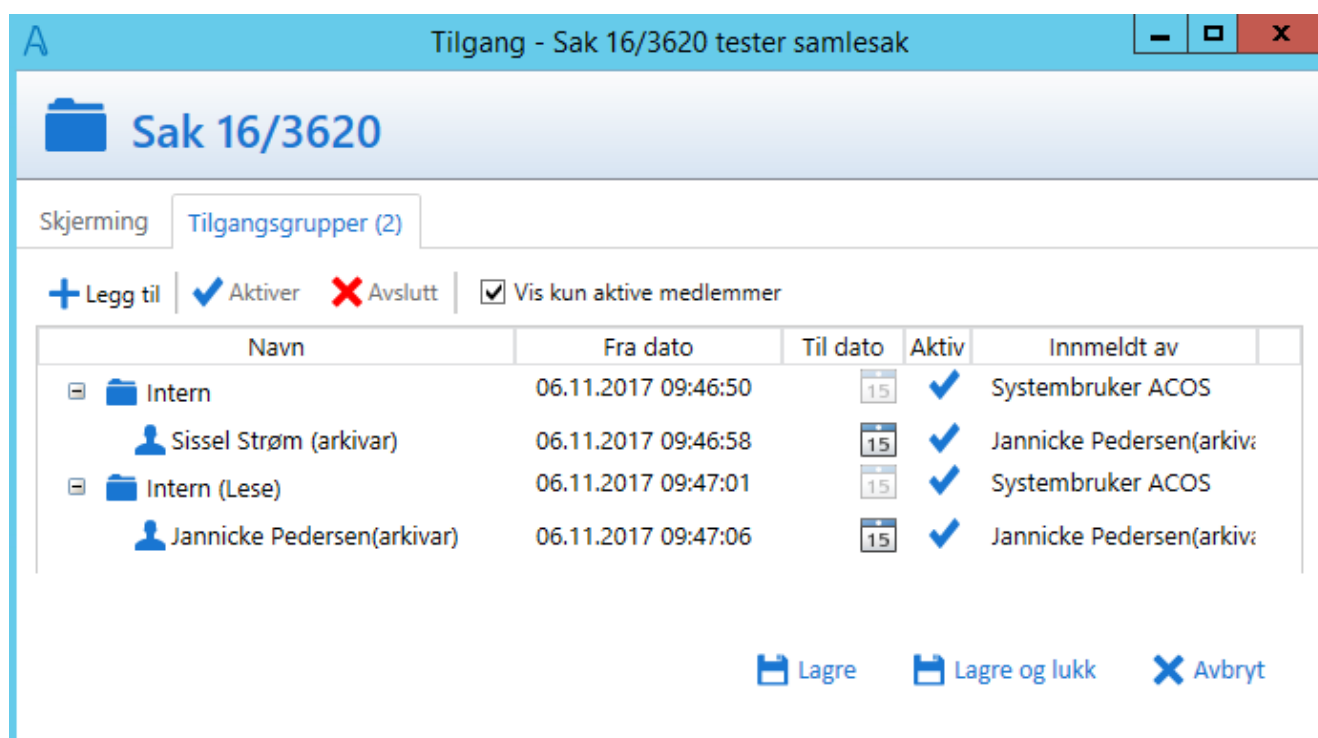 Tilgang - Sak 16/3620 tester samlesak
Sak 16/3620
Skjerming Tilgangsgrupper (2)
Legg til Aktiver Avslutt Vis kun aktive medlemmer
Navn Fra dato Til dato Aktiv Innmeldt av
Intern 06.11.2017 09:46:50 15 Systembruker ACOS
Sissel Strøm (arkivar) 06.11.2017 09:46:58 15 Jannicke Pedersen(arkiva
Intern (Lese) 06.11.2017 09:47:01 15 Systembruker ACOS
Jannicke Pedersen(arkivar) 06.11.2017 09:47:06 15 Jannicke Pedersen(arkiva
Lagre Lagre og lukk Avbryt